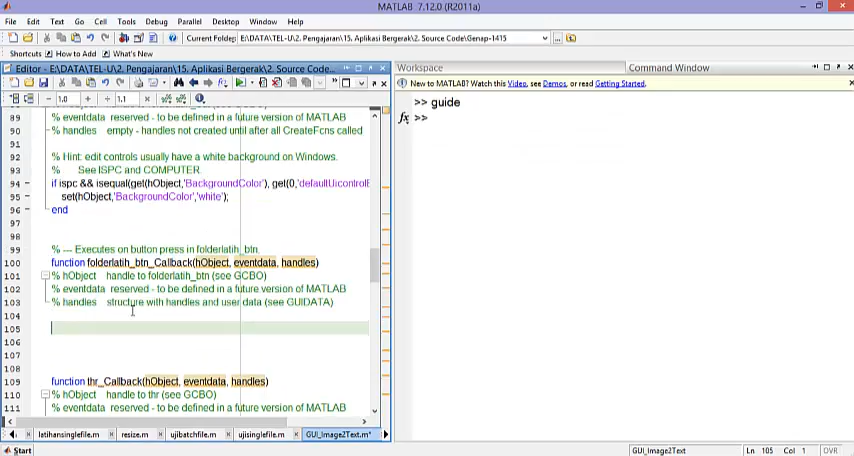 MATLAB 7.12.0 (R2011a)
File Edit Text Go Cell Tools Debug Parallel Desktop Window Help
Current Folder: E:\DATA\TEL-U\2. Pengajaran\15. Aplikasi Bergerak\2. Source Code\Genap-1415
Shortcuts How to Add What's New
Editor - E:\DATA\TEL-U\2. Pengajaran\15. Aplikasi Bergerak\2. Source Code...
1.0 1.1
89 % eventdata reserved - to be defined in a future version of MATLAB
90 % handles empty - handles not created until after all CreateFcns called
91
92 % Hint: edit controls usually have a white background on Windows.
93 % See ISPC and COMPUTER.
94 if ispc && isequal(get(hObject,'BackgroundColor'), get(0,'defaultUicontrolE
95 set(hObject,'BackgroundColor','white');
96 end
97
98
99 % --- Executes on button press in folderlatih_btn.
100 function folderlatih_btn_Callback(hObject, eventdata, handles)
101 % hObject handle to folderlatih_btn (see GCBO)
102 % eventdata reserved - to be defined in a future version of MATLAB
103 % handles structure with handles and user data (see GUIDATA)
104
105
106
107
108
109 function thr_Callback(hObject, eventdata, handles)
110 % hObject handle to thr (see GCBO)
111 % eventdata reserved - to be defined in a future version of MATLAB
latihansinglefile.m resize.m ujibatchfile.m ujisinglefile.m GUI_Image2Text.m*
Workspace Command Window
New to MATLAB? Watch this Video, see Demos, or read Getting Started.
>> guide
fx >>
Start GUI_Image2Text Ln 105 Col 1 OVR